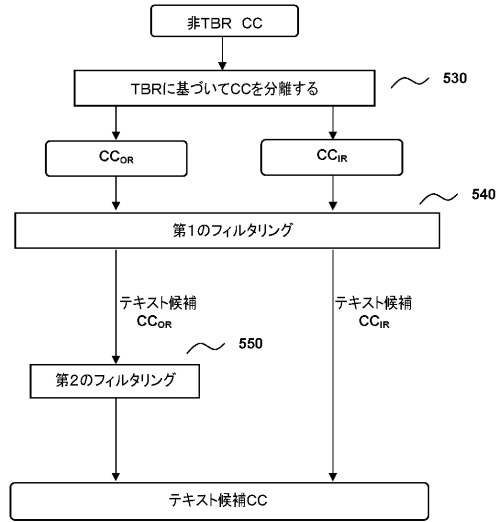 非TBR CC
TBRに基づいてCCを分離する
530
CCOR
CCIR
540
第1のフィルタリング
テキスト候補
CCOR
テキスト候補
CCIR
550
第2のフィルタリング
テキスト候補CC